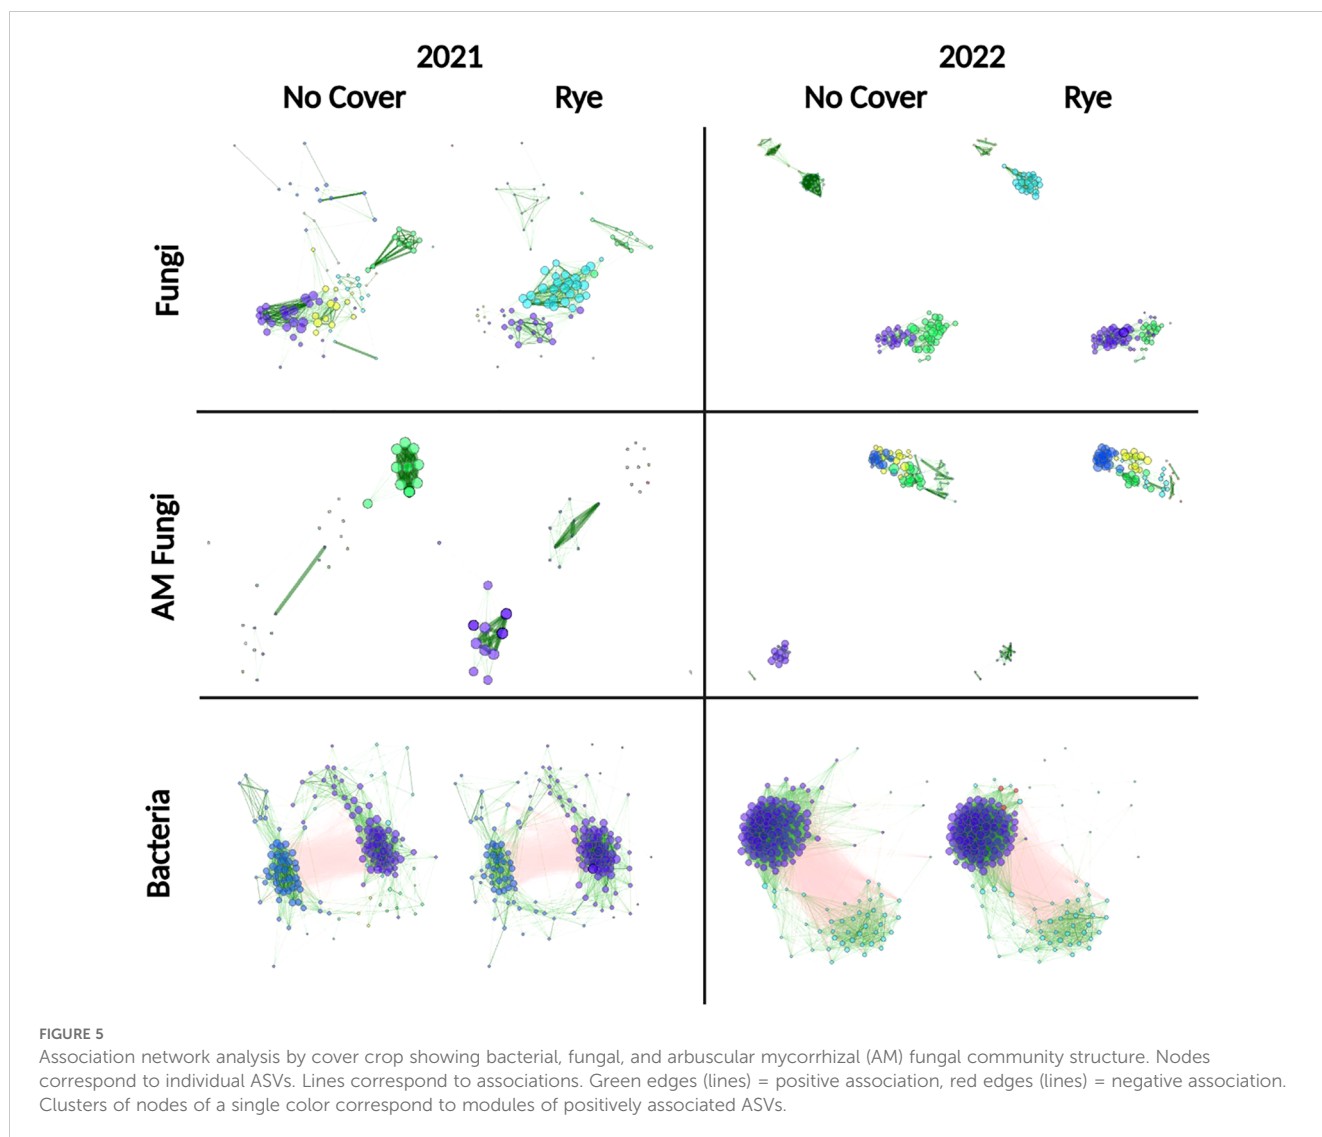 2021
2022
No Cover
Rye
No Cover
Rye
Fungi
AM Fungi
Bacteria
FIGURE 5
Association network analysis by cover crop showing bacterial, fungal, and arbuscular mycorrhizal (AM) fungal community structure. Nodes
correspond to individual ASVs. Lines correspond to associations. Green edges (lines) = positive association, red edges (lines) = negative association.
Clusters of nodes of a single color correspond to modules of positively associated ASVs.